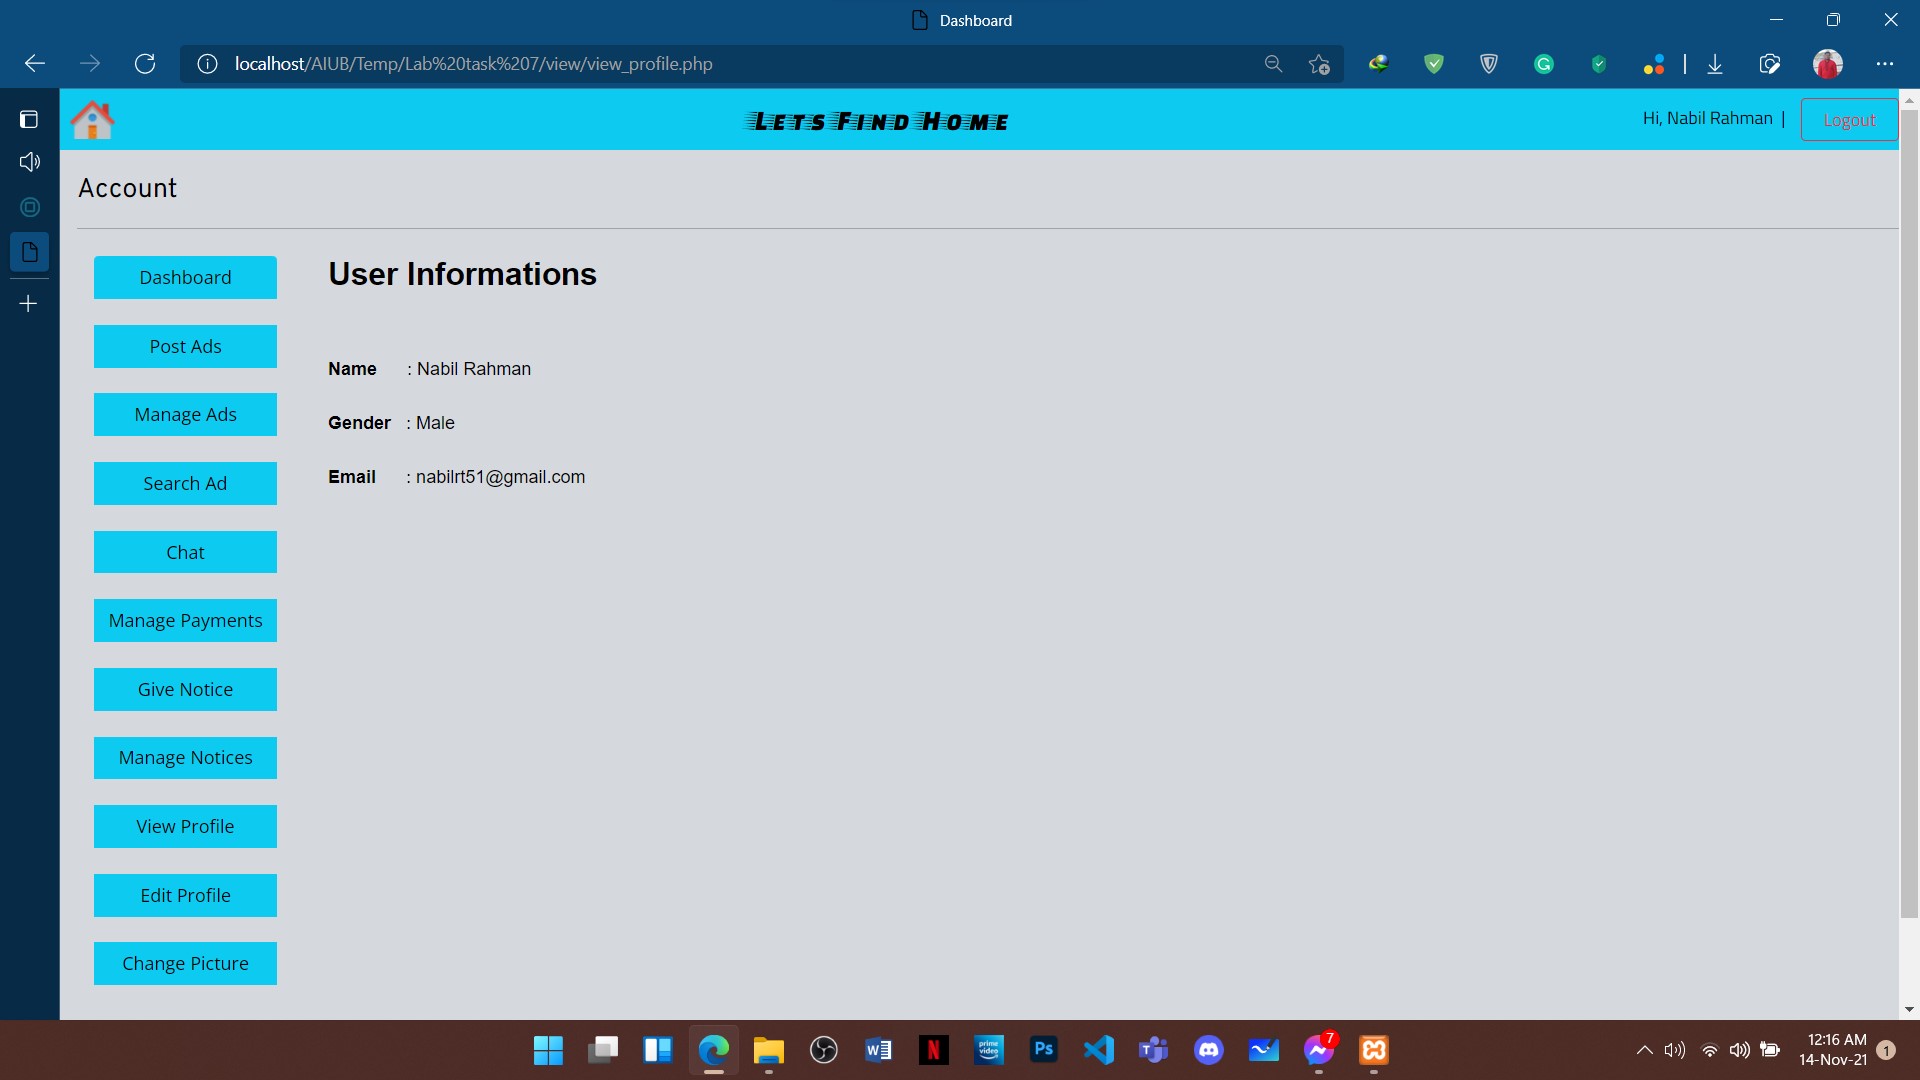 Dashboard
localhost/AIUB/Temp/Lab%20task%207/view/view_profile.php
Lets Find Home
Hi, Nabil Rahman |
Logout
Account
Dashboard
Post Ads
Manage Ads
Search Ad
Chat
Manage Payments
Give Notice
Manage Notices
View Profile
Edit Profile
Change Picture
User Informations
Name : Nabil Rahman
Gender : Male
Email : nabilrt51@gmail.com
G
W
N
prime video
Ps
T
7
12:16 AM
14-Nov-21
1